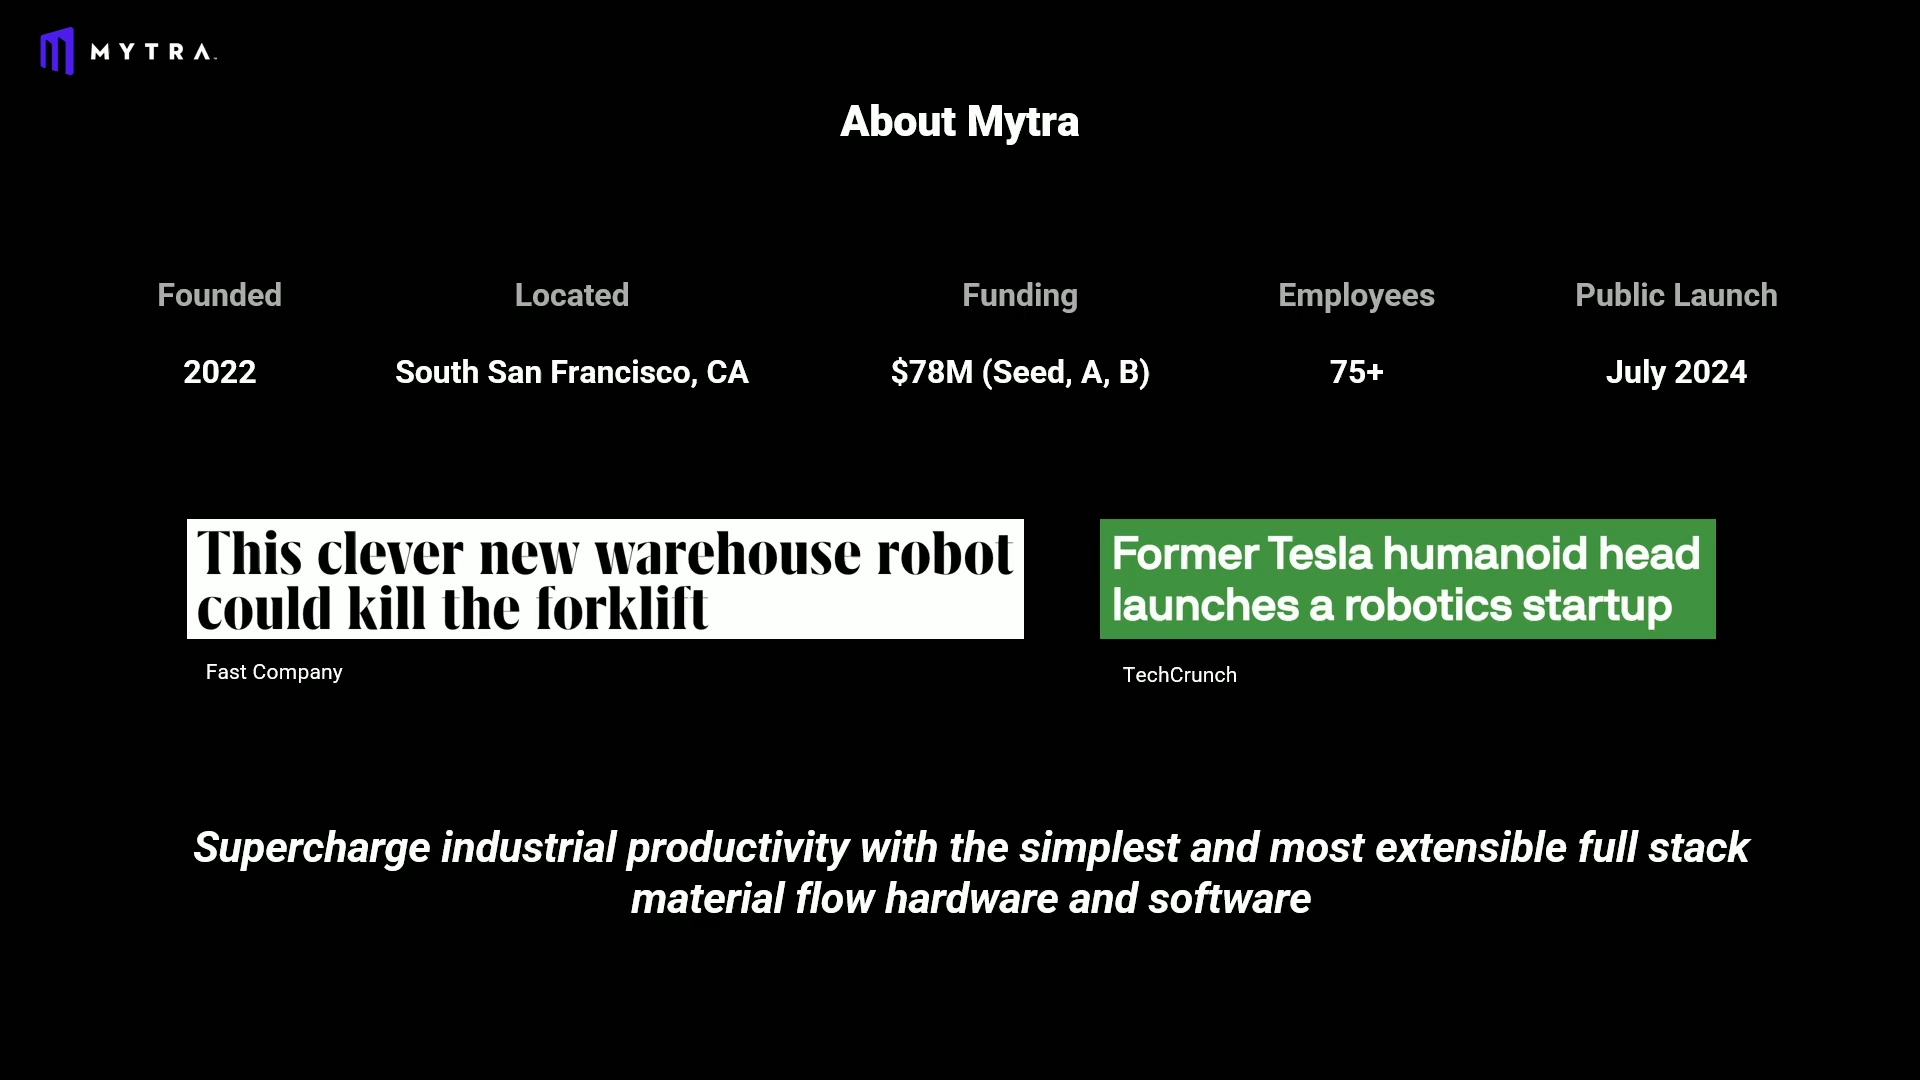 MYTRA
About Mytra
Founded
Located
Funding
Employees
Public Launch
2022
South San Francisco, CA
$78M (Seed, A, B)
75+
July 2024
This clever new warehouse robot
could kill the forklift
Fast Company
Former Tesla humanoid head
launches a robotics startup
TechCrunch
Supercharge industrial productivity with the simplest and most extensible full stack
material flow hardware and software